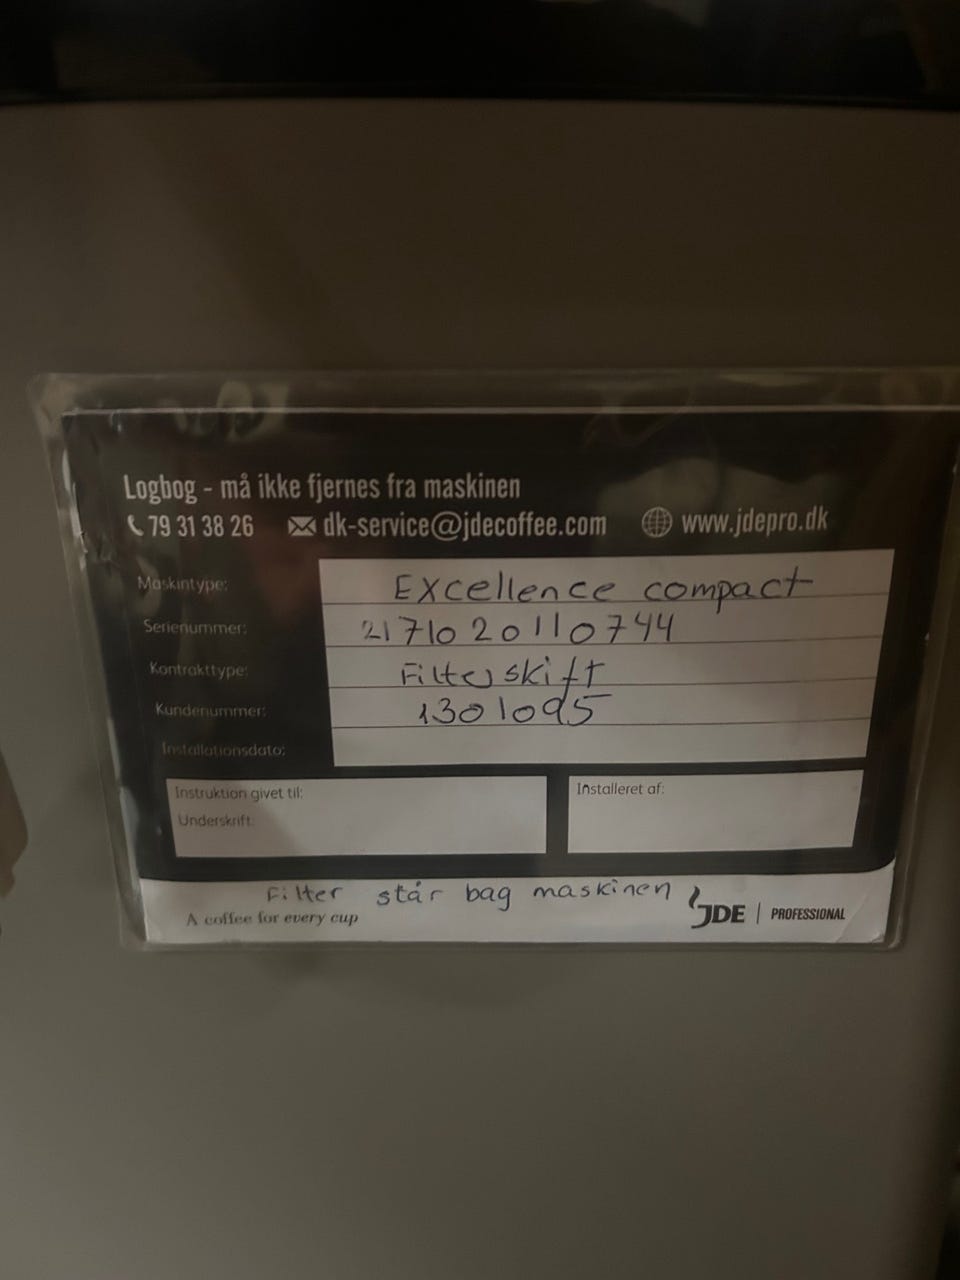 Logbog - må ikke fjernes fra maskinen
79 31 38 26 dk-service@jdecoffee.com www.jdepro.dk
Maskintype: Excellence compact
Serienummer: 2171020110744
Kontrakttype: Filterskift
Kundenummer: 1301095
Installationsdato:
Instruktion givet til:
Underskrift:
Installeret af:
Filter står bag maskinen
A coffee for every cup
JDE | PROFESSIONAL